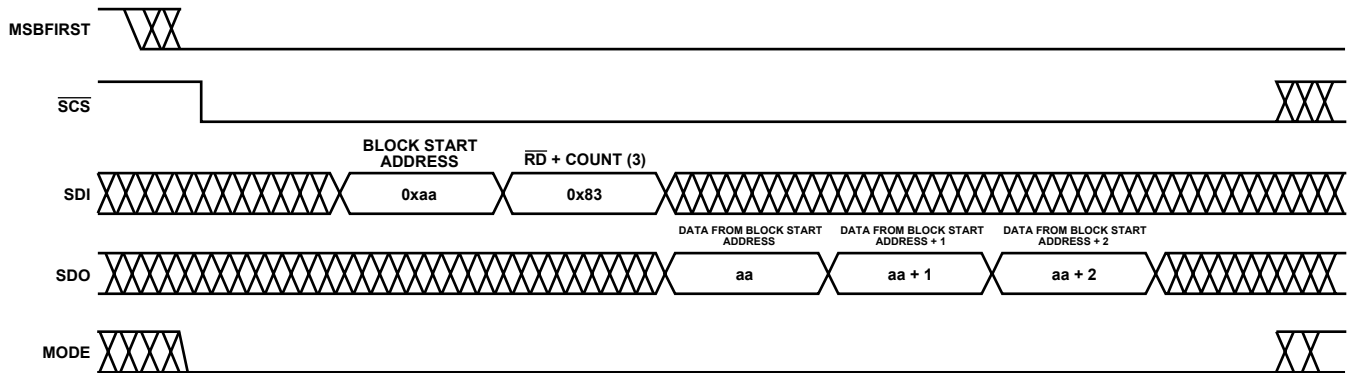 MSBFIRST
SCS
BLOCK START
ADDRESS
RD + COUNT (3)
SDI
0xaa
0x83
DATA FROM BLOCK START
ADDRESS
DATA FROM BLOCK START
ADDRESS + 1
DATA FROM BLOCK START
ADDRESS + 2
SDO
aa
aa + 1
aa + 2
MODE